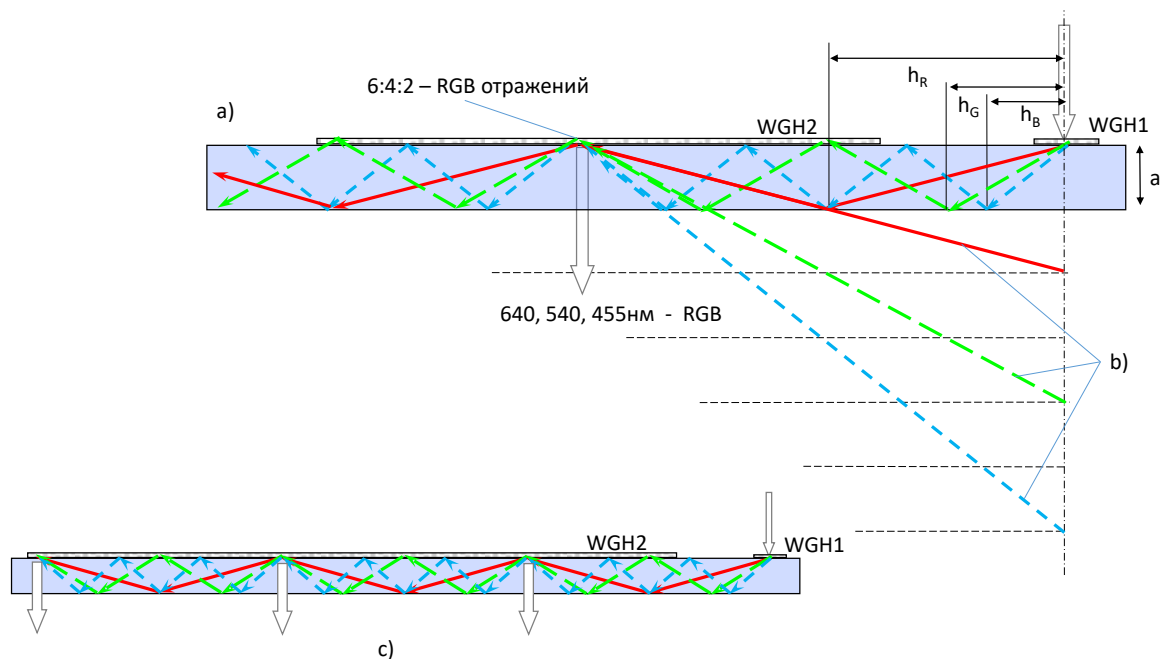 6:4:2 – RGB отражений
a)
h_R
h_G
h_B
WGH2
WGH1
a
640, 540, 455нм - RGB
b)
WGH2
WGH1
c)